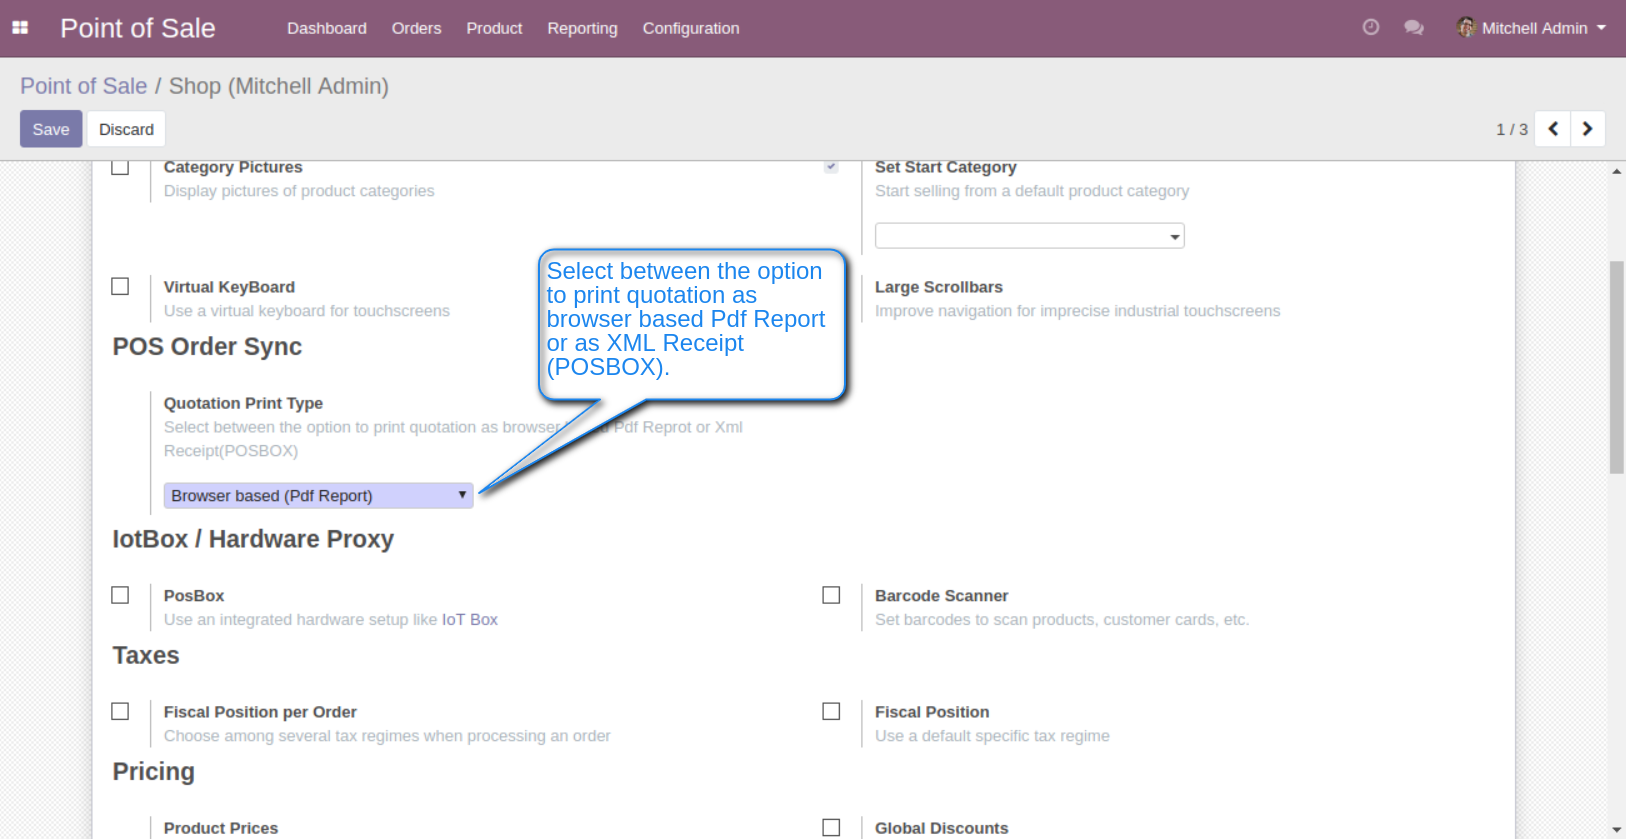 Point of Sale Dashboard Orders Product Reporting Configuration Mitchell Admin
Point of Sale / Shop (Mitchell Admin)
Save Discard 1 / 3
Category Pictures
Display pictures of product categories
Set Start Category
Start selling from a default product category
Virtual KeyBoard
Use a virtual keyboard for touchscreens
Large Scrollbars
Improve navigation for imprecise industrial touchscreens
Select between the option
to print quotation as
browser based Pdf Report
or as XML Receipt
(POSBOX).
POS Order Sync
Quotation Print Type
Select between the option to print quotation as browser Pdf Reprot or Xml
Receipt(POSBOX)
Browser based (Pdf Report)
IotBox / Hardware Proxy
PosBox
Use an integrated hardware setup like IoT Box
Barcode Scanner
Set barcodes to scan products, customer cards, etc.
Taxes
Fiscal Position per Order
Choose among several tax regimes when processing an order
Fiscal Position
Use a default specific tax regime
Pricing
Product Prices
Global Discounts